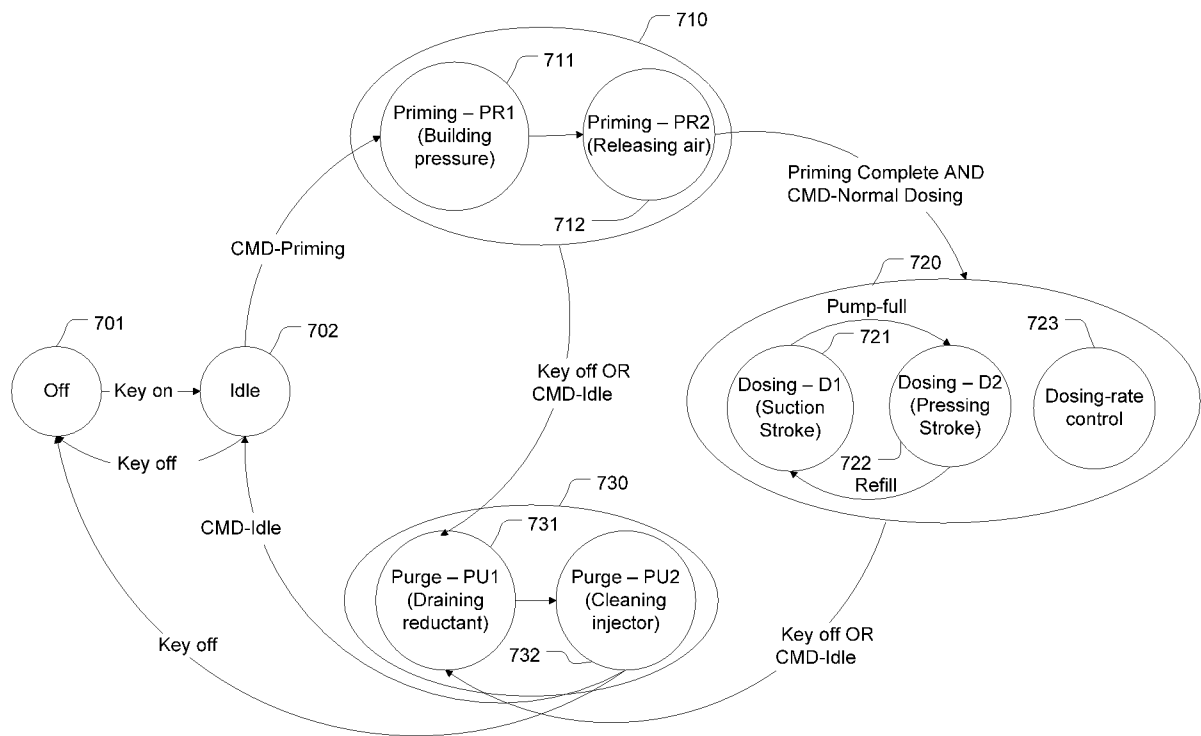 710
711
Priming – PR1
(Building
pressure)
Priming – PR2
(Releasing air)
712
Priming Complete AND
CMD-Normal Dosing
CMD-Priming
720
Pump-full
721
723
Dosing – D1
(Suction
Stroke)
Dosing – D2
(Pressing
Stroke)
Dosing-rate
control
722
Refill
701
702
Off
Key on
Idle
Key off
Key off OR
CMD-Idle
CMD-Idle
730
731
Purge – PU1
(Draining
reductant)
Purge – PU2
(Cleaning
injector)
732
Key off
Key off OR
CMD-Idle